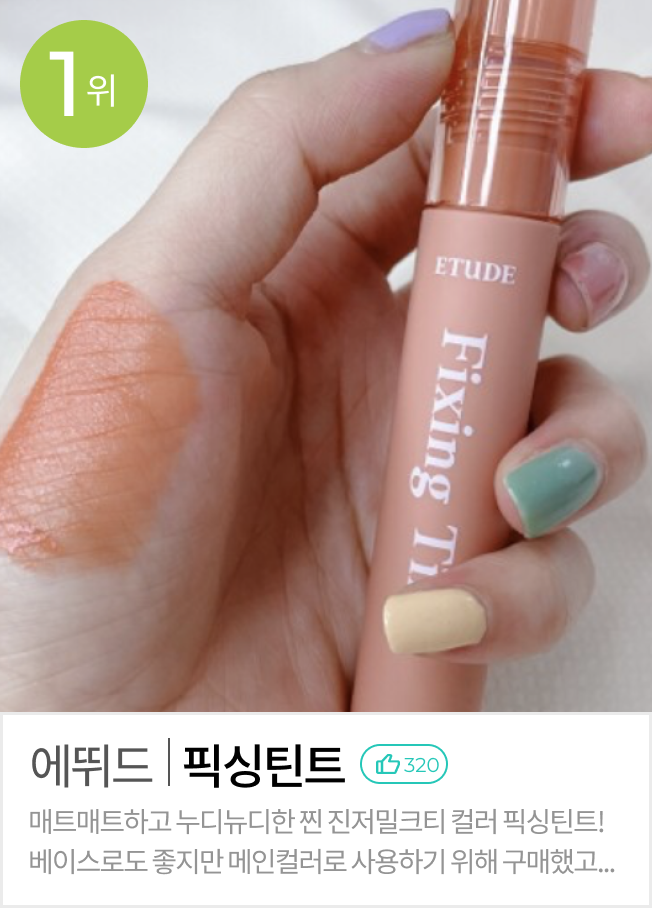 1위
ETUDE
Fixing
에뛰드 | 픽싱틴트 320
매트매트하고 누디뉴디한 찐 진저밀크티 컬러 픽싱틴트!
베이스로도 좋지만 메인컬러로 사용하기 위해 구매했고...